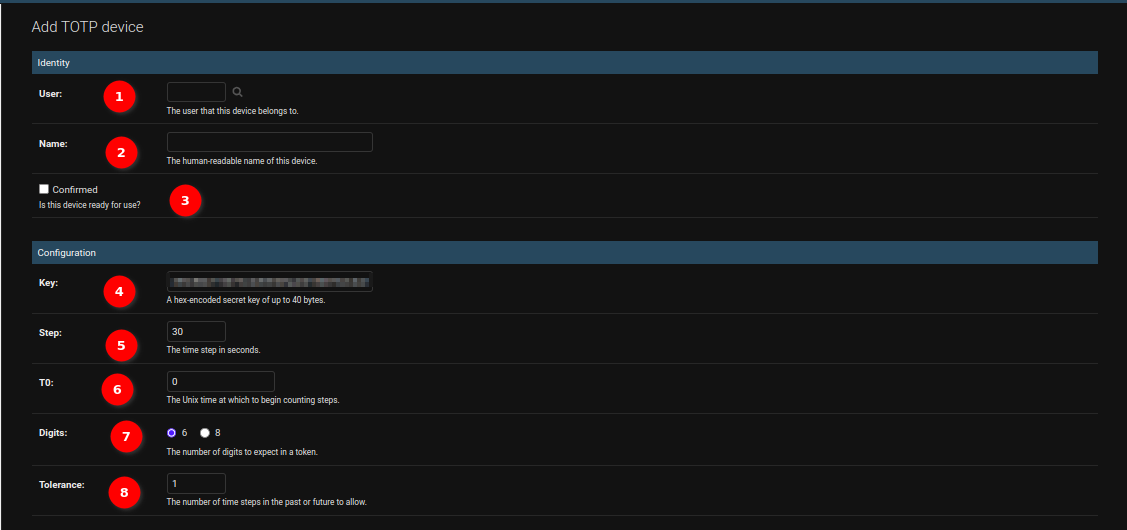 Add TOTP device
Identity
User:
1
The user that this device belongs to.
Name:
2
The human-readable name of this device.
Confirmed
Is this device ready for use?
3
Configuration
Key:
4
A hex-encoded secret key of up to 40 bytes.
Step:
5
30
The time step in seconds.
T0:
6
0
The Unix time at which to begin counting steps.
Digits:
7
6 8
The number of digits to expect in a token.
Tolerance:
8
1
The number of time steps in the past or future to allow.